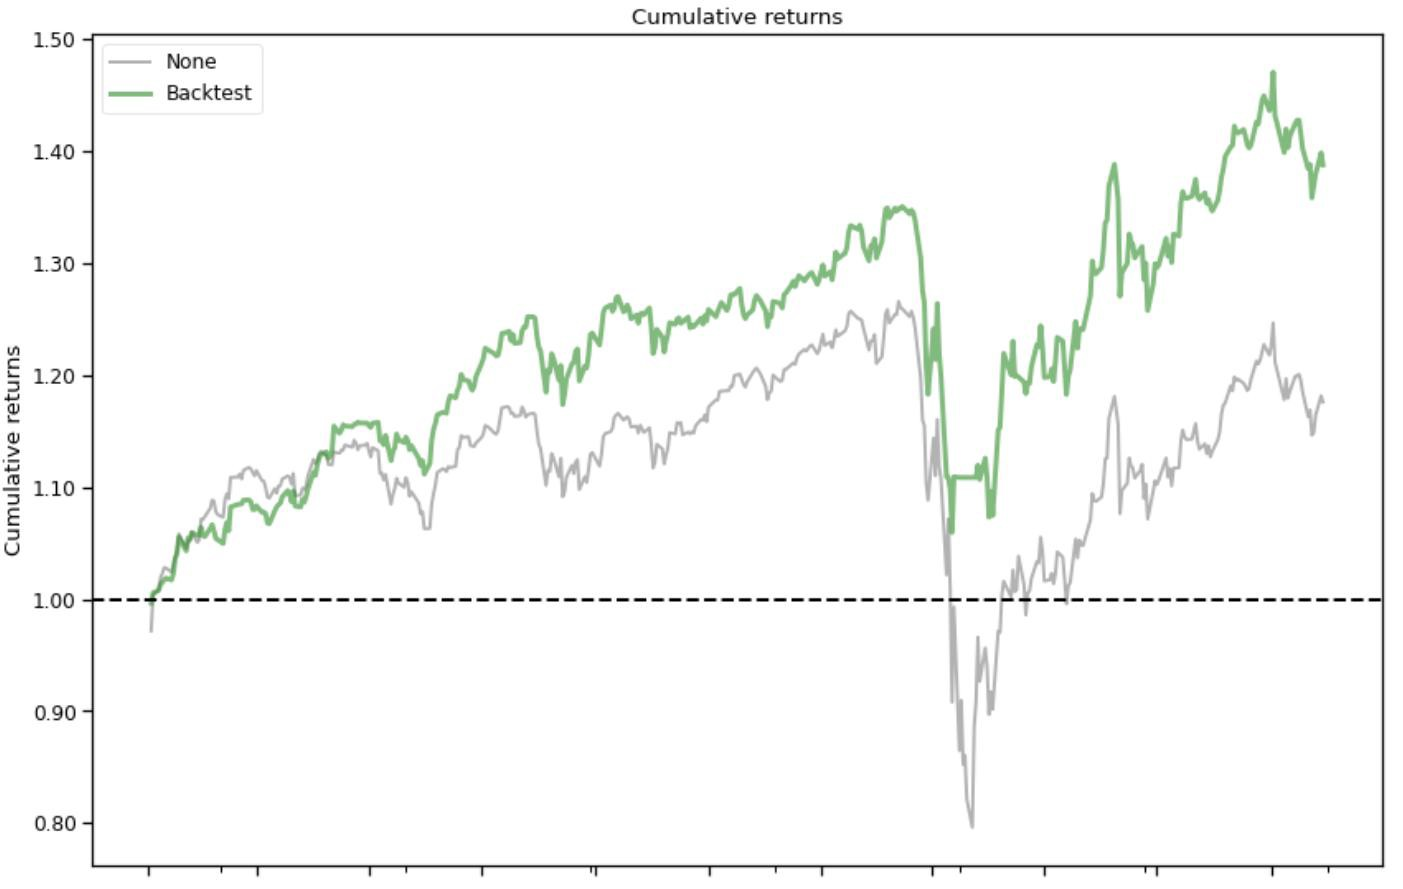 Cumulative returns
1.50
None
Backtest
1.40
1.30
1.20
Cumulative returns
1.10
1.00
0.90
0.80